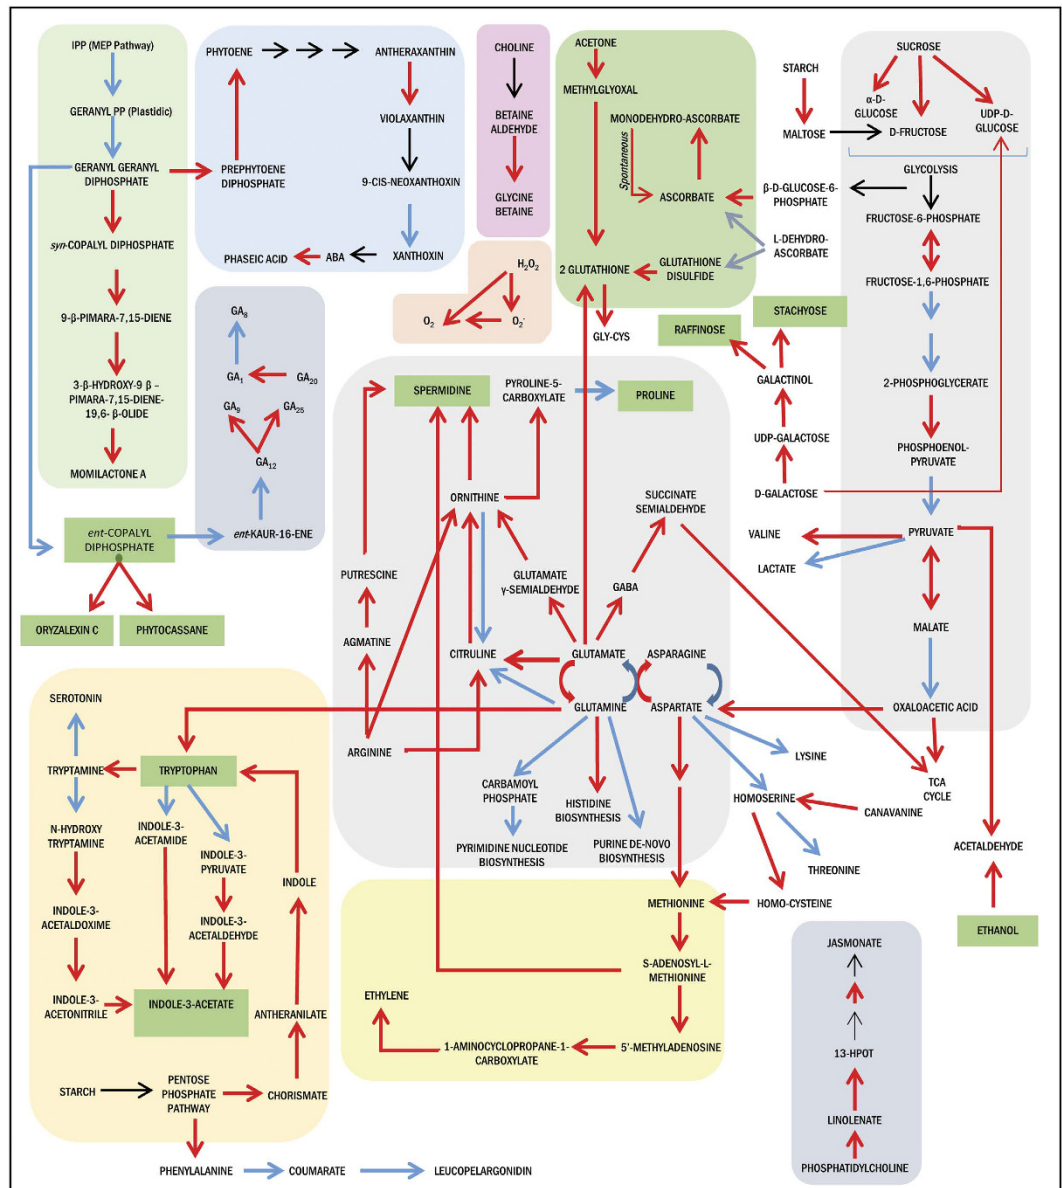 IPP (MEP Pathway)
GERANYL PP (Plastidic)
GERANYL GERANYL
DIPHOSPHATE
syn-COPALYL DIPHOSPHATE
9-β-PIMARA-7,15-DIENE
3-β-HYDROXY-9 β –
PIMARA-7,15-DIENE-
19,6- β-OLIDE
MOMILACTONE A
PHYTOENE
ANTHERAXANTHIN
VIOLAXANTHIN
PREPHYTOENE
DIPHOSPHATE
9-CIS-NEOXANTHOXIN
PHASEIC ACID
ABA
XANTHOXIN
CHOLINE
BETAINE
ALDEHYDE
GLYCINE
BETAINE
H2O2
O2
O2-
ACETONE
METHYLGLYOXAL
MONODEHYDRO-ASCORBATE
Spontaneous
ASCORBATE
2 GLUTATHIONE
GLUTATHIONE
DISULFIDE
GLY-CYS
STARCH
MALTOSE
SUCROSE
α-D-
GLUCOSE
D-FRUCTOSE
UDP-D-
GLUCOSE
GLYCOLYSIS
β-D-GLUCOSE-6-
PHOSPHATE
FRUCTOSE-6-PHOSPHATE
L-DEHYDRO-
ASCORBATE
FRUCTOSE-1,6-PHOSPHATE
2-PHOSPHOGLYCERATE
PHOSPHOENOL-
PYRUVATE
PYRUVATE
MALATE
OXALOACETIC ACID
RAFFINOSE
STACHYOSE
GALACTINOL
UDP-GALACTOSE
D-GALACTOSE
VALINE
LACTATE
GA8
GA1
GA20
GA9
GA25
GA12
ent-KAUR-16-ENE
ent-COPALYL
DIPHOSPHATE
ORYZALEXIN C
PHYTOCASSANE
SPERMIDINE
PYROLINE-5-
CARBOXYLATE
PROLINE
ORNITHINE
SUCCINATE
SEMIALDEHYDE
PUTRESCINE
GLUTAMATE
γ-SEMIALDEHYDE
GABA
AGMATINE
CITRULINE
GLUTAMATE
ASPARAGINE
GLUTAMINE
ASPARTATE
ARGININE
CARBAMOYL
PHOSPHATE
HISTIDINE
BIOSYNTHESIS
PYRIMIDINE NUCLEOTIDE
BIOSYNTHESIS
PURINE DE-NOVO
BIOSYNTHESIS
LYSINE
HOMOSERINE
CANAVANINE
THREONINE
TCA
CYCLE
ACETALDEHYDE
ETHANOL
METHIONINE
HOMO-CYSTEINE
S-ADENOSYL-L-
METHIONINE
ETHYLENE
1-AMINOCYCLOPROPANE-1-
CARBOXYLATE
5'-METHYLADENOSINE
SEROTONIN
TRYPTAMINE
TRYPTOPHAN
N-HYDROXY
TRYPTAMINE
INDOLE-3-
ACETAMIDE
INDOLE-3-
PYRUVATE
INDOLE
INDOLE-3-
ACETALDOXIME
INDOLE-3-
ACETALDEHYDE
INDOLE-3-
ACETONITRILE
INDOLE-3-ACETATE
ANTHERANILATE
STARCH
PENTOSE
PHOSPHATE
PATHWAY
CHORISMATE
PHENYLALANINE
COUMARATE
LEUCOPELARGONIDIN
JASMONATE
13-HPOT
LINOLENATE
PHOSPHATIDYLCHOLINE